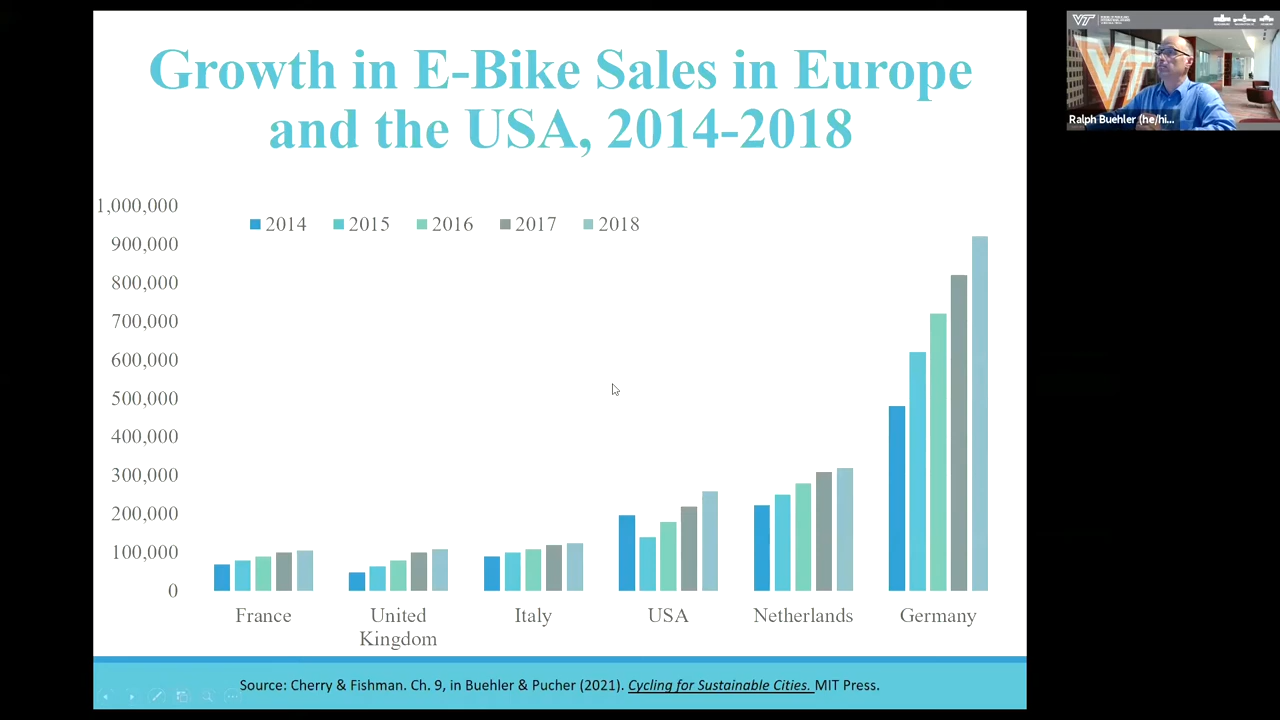 Growth in E-Bike Sales in Europe
and the USA, 2014-2018
1,000,000
900,000
800,000
700,000
600,000
500,000
400,000
300,000
200,000
100,000
0
2014 2015 2016 2017 2018
France United Kingdom Italy USA Netherlands Germany
Source: Cherry & Fishman. Ch. 9, in Buehler & Pucher (2021). Cycling for Sustainable Cities. MIT Press.
VT
VT
Ralph Buehler (he/hi...